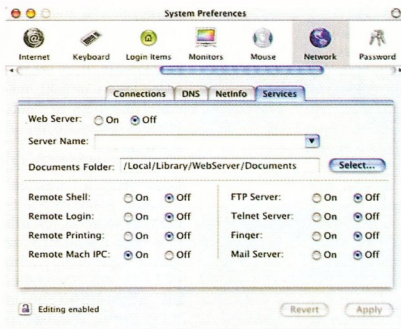 System Preferences
Internet Keyboard Login Items Monitors Mouse Network Password
Connections DNS NetInfo Services
Web Server: On Off
Server Name:
Documents Folder: /Local/Library/WebServer/Documents Select...
Remote Shell: On Off FTP Server: On Off
Remote Login: On Off Telnet Server: On Off
Remote Printing: On Off Finger: On Off
Remote Mach IPC: On Off Mail Server: On Off
Editing enabled Revert Apply